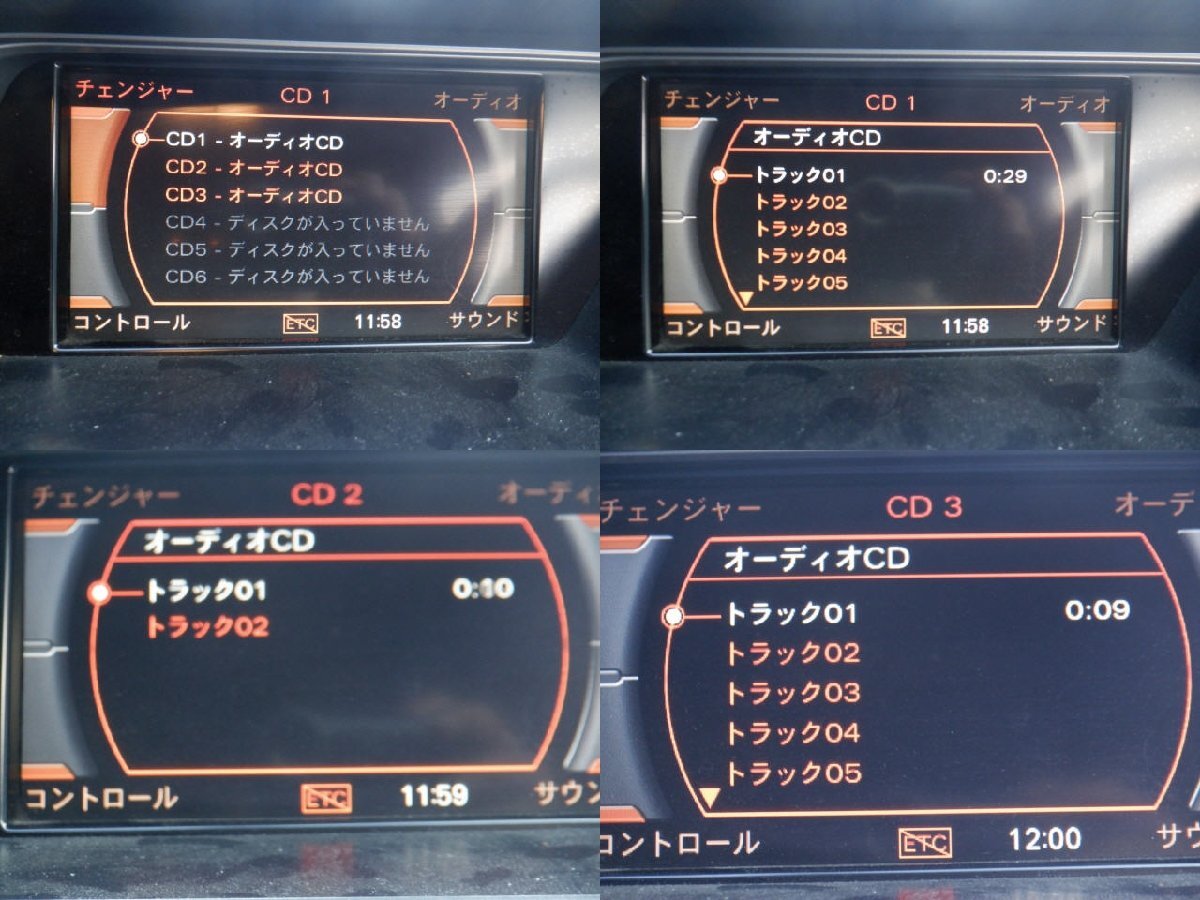 チェンジャー CD 1 オーディオ
CD1 - オーディオCD
CD2 - オーディオCD
CD3 - オーディオCD
CD4 - ディスクが入っていません
CD5 - ディスクが入っていません
CD6 - ディスクが入っていません
コントロール ETC 11:58 サウンド
チェンジャー CD 1 オーディオ
オーディオCD
トラック01 0:29
トラック02
トラック03
トラック04
トラック05
コントロール ETC 11:58 サウンド
チェンジャー CD 2 オーディ
オーディオCD
トラック01 0:10
トラック02
コントロール ETC 11:59 サウン
チェンジャー CD 3 オーデ
オーディオCD
トラック01 0:09
トラック02
トラック03
トラック04
トラック05
コントロール ETC 12:00 サウ